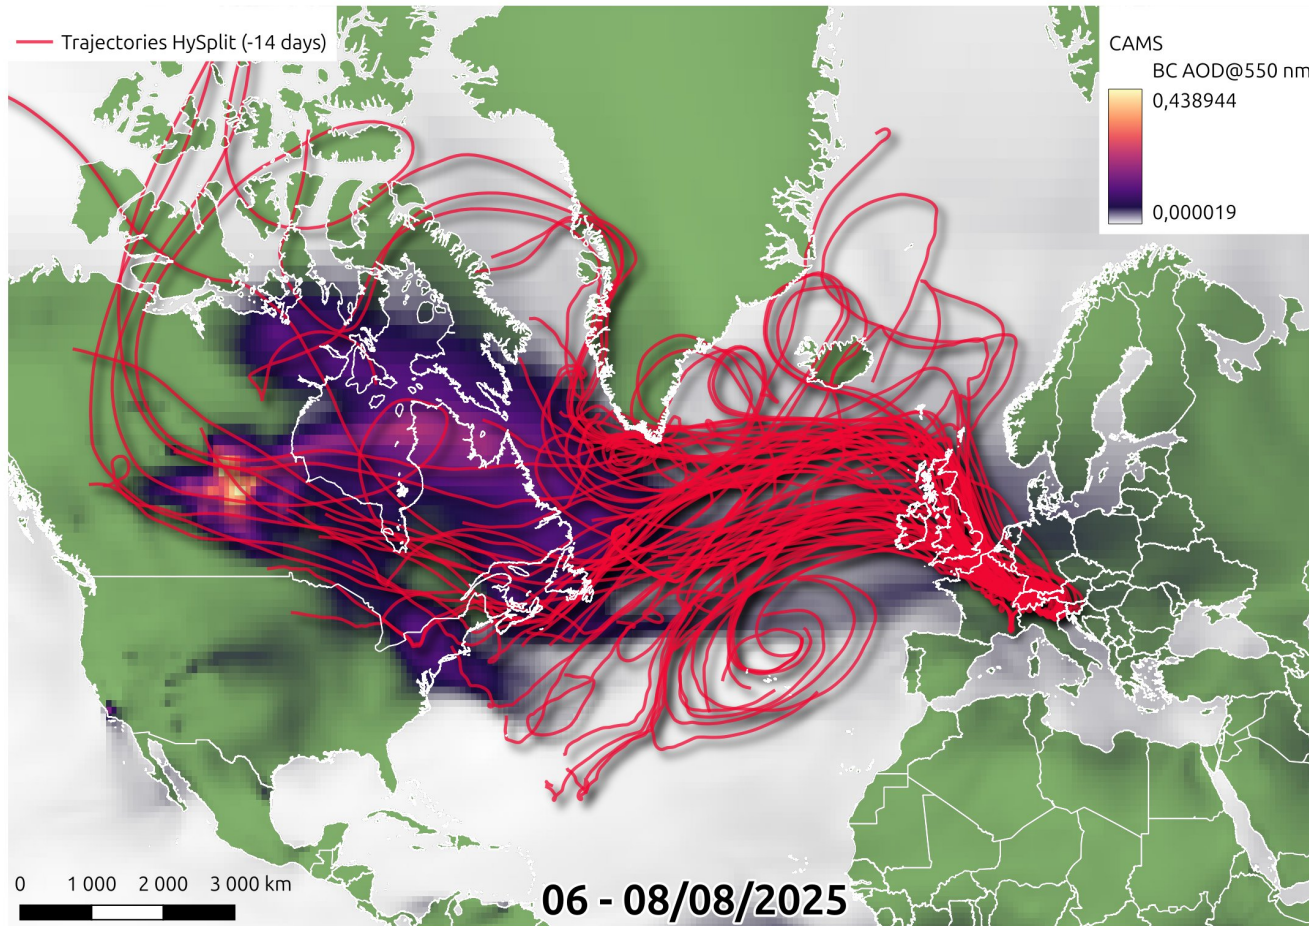 Trajectories HySplit (-14 days)
CAMS
BC AOD@550 nm
0,438944
0,000019
0 1 000 2 000 3 000 km
06 - 08/08/2025